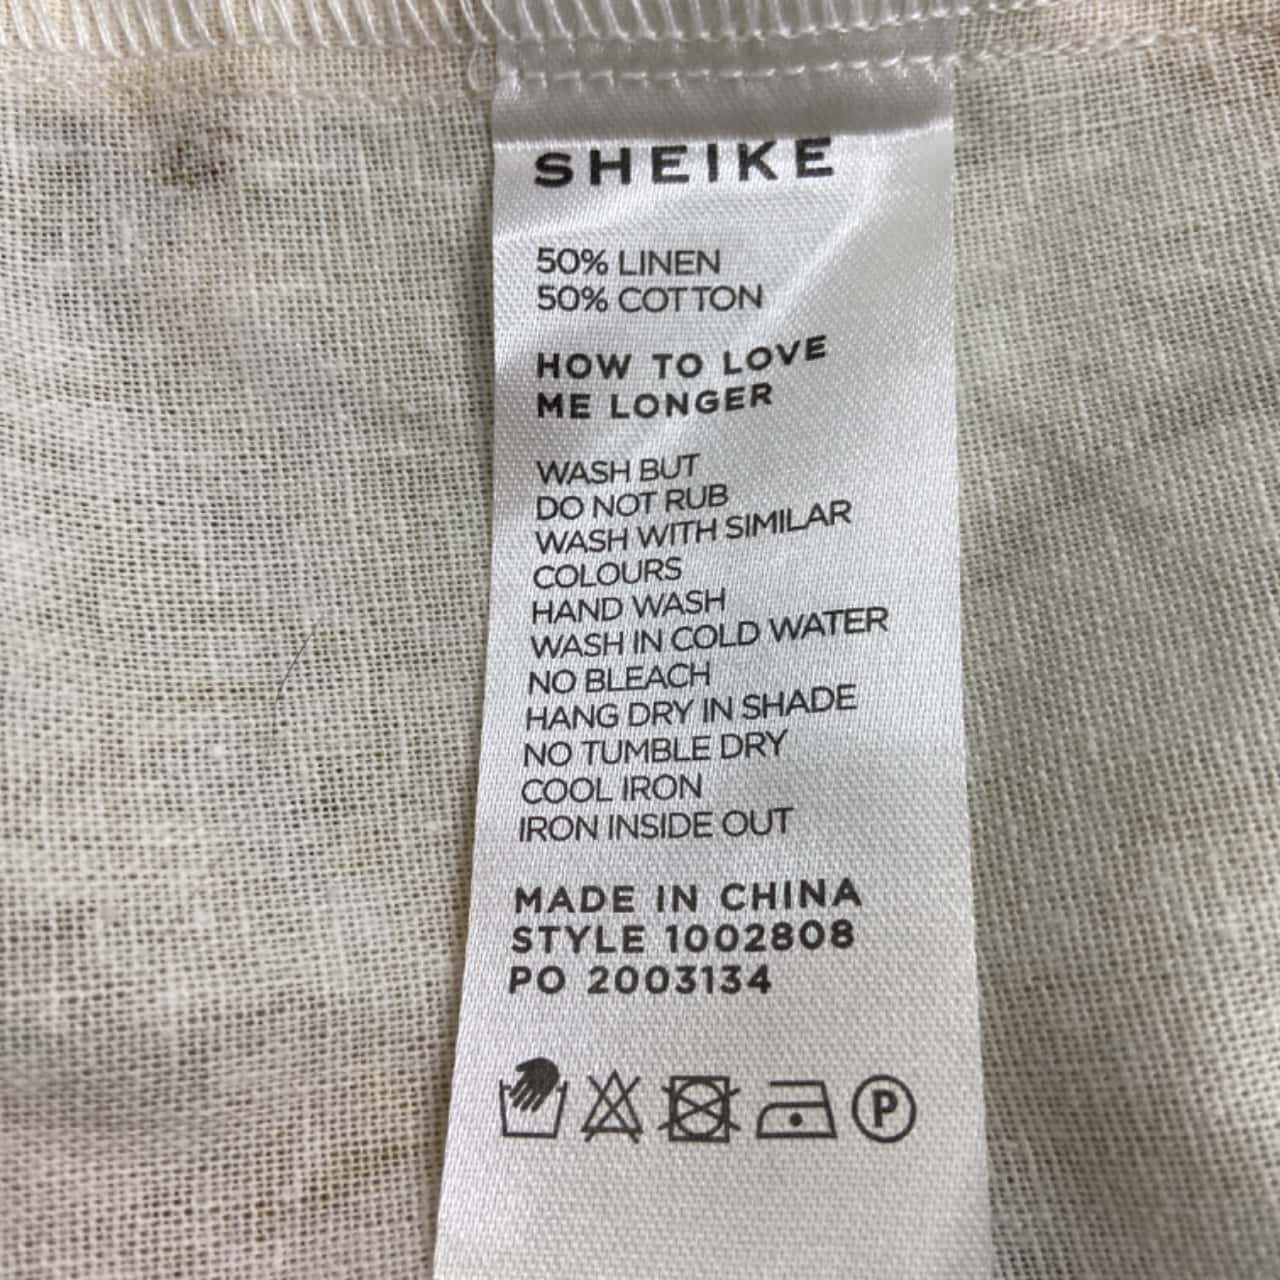 SHEIKE
50% LINEN
50% COTTON
HOW TO LOVE
ME LONGER
WASH BUT
DO NOT RUB
WASH WITH SIMILAR
COLOURS
HAND WASH
WASH IN COLD WATER
NO BLEACH
HANG DRY IN SHADE
NO TUMBLE DRY
COOL IRON
IRON INSIDE OUT
MADE IN CHINA
STYLE 1002808
PO 2003134
P